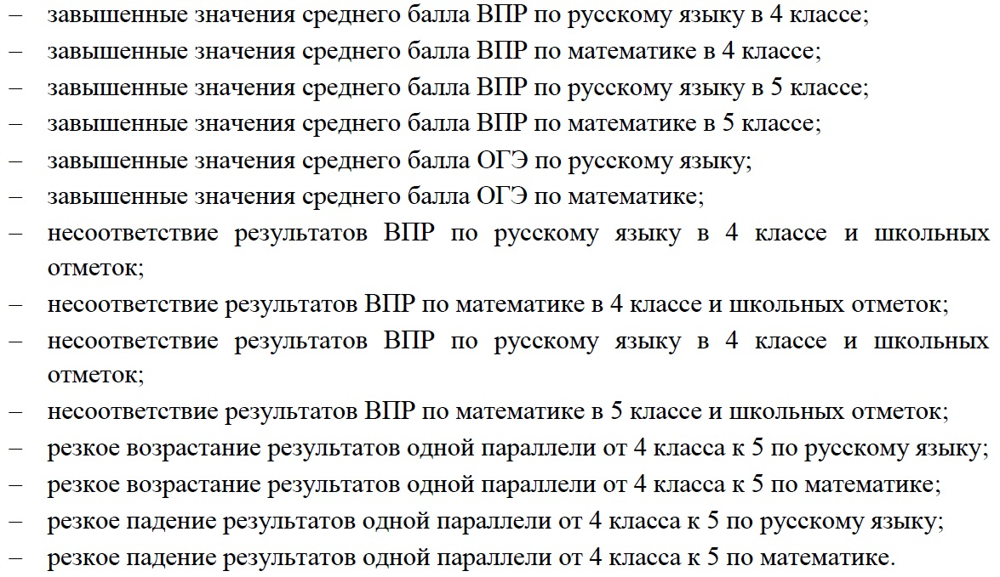 – завышенные значения среднего балла ВПР по русскому языку в 4 классе;
– завышенные значения среднего балла ВПР по математике в 4 классе;
– завышенные значения среднего балла ВПР по русскому языку в 5 классе;
– завышенные значения среднего балла ВПР по математике в 5 классе;
– завышенные значения среднего балла ОГЭ по русскому языку;
– завышенные значения среднего балла ОГЭ по математике;
– несоответствие результатов ВПР по русскому языку в 4 классе и школьных
отметок;
– несоответствие результатов ВПР по математике в 4 классе и школьных отметок;
– несоответствие результатов ВПР по русскому языку в 4 классе и школьных
отметок;
– несоответствие результатов ВПР по математике в 5 классе и школьных отметок;
– резкое возрастание результатов одной параллели от 4 класса к 5 по русскому языку;
– резкое возрастание результатов одной параллели от 4 класса к 5 по математике;
– резкое падение результатов одной параллели от 4 класса к 5 по русскому языку;
– резкое падение результатов одной параллели от 4 класса к 5 по математике.